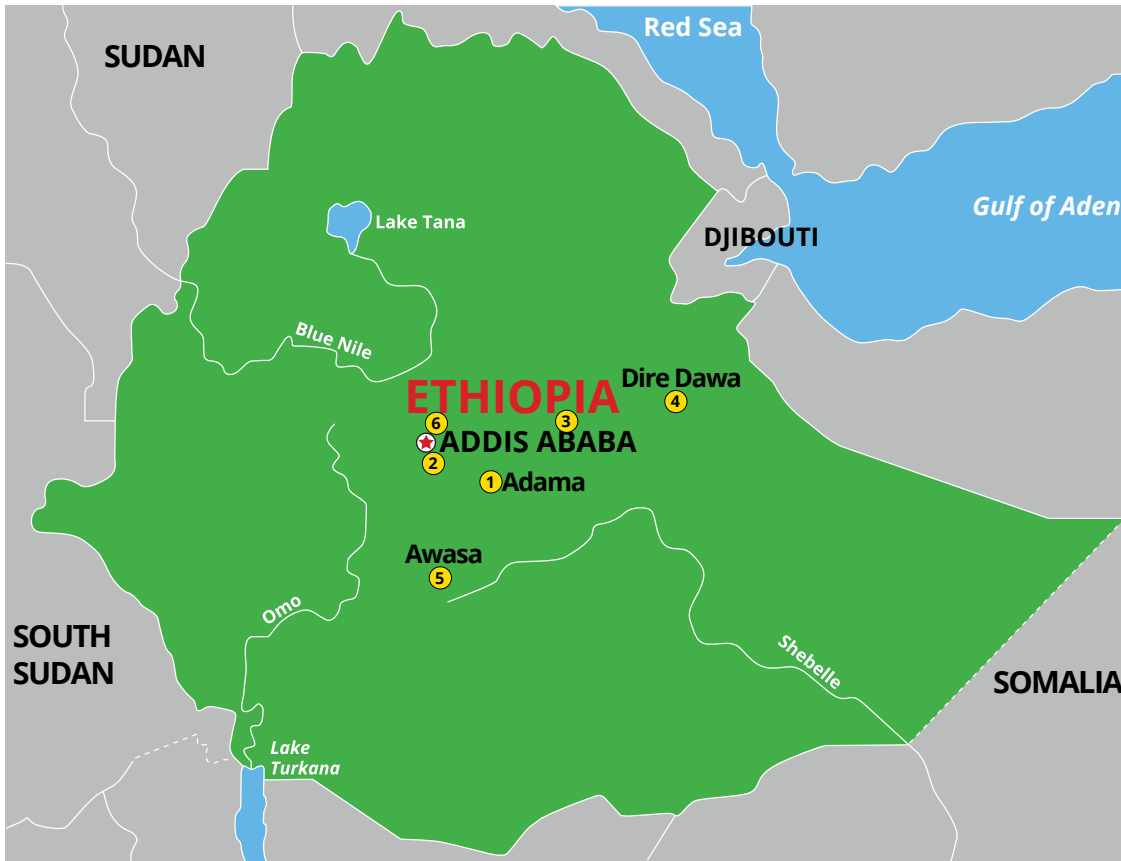 Red Sea
SUDAN
Gulf of Aden
Lake Tana
DJIBOUTI
Blue Nile
Dire Dawa
ETHIOPIA
4
3
6
ADDIS ABABA
2
1 Adama
Awasa
5
Omo
SOUTH
SUDAN
Shebelle
SOMALIA
Lake
Turkana